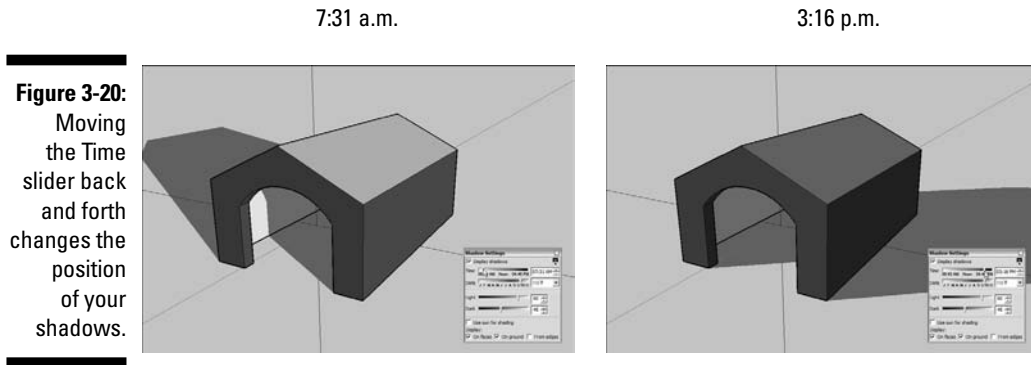 7:31 a.m.
3:16 p.m.
Figure 3-20:
Moving
the Time
slider back
and forth
changes the
position
of your
shadows.
Shadow Settings
Display shadows
Time
Date
Light
Dark
Use sun for shading
Display:
On faces On ground From edges
Shadow Settings
Display shadows
Time
Date
Light
Dark
Use sun for shading
Display:
On faces On ground From edges